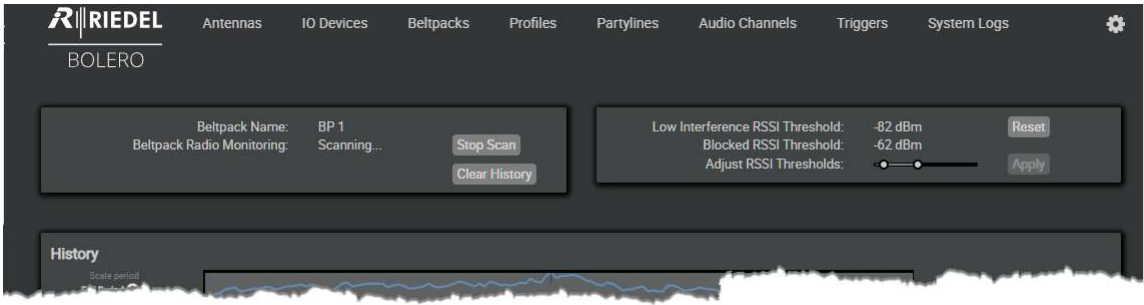 RIEDEL
BOLERO
Antennas IO Devices Beltpacks Profiles Partylines Audio Channels Triggers System Logs
Beltpack Name: BP 1
Beltpack Radio Monitoring: Scanning... Stop Scan
Clear History
Low Interference RSSI Threshold: -82 dBm Reset
Blocked RSSI Threshold: -62 dBm
Adjust RSSI Thresholds: Apply
History
Scale period